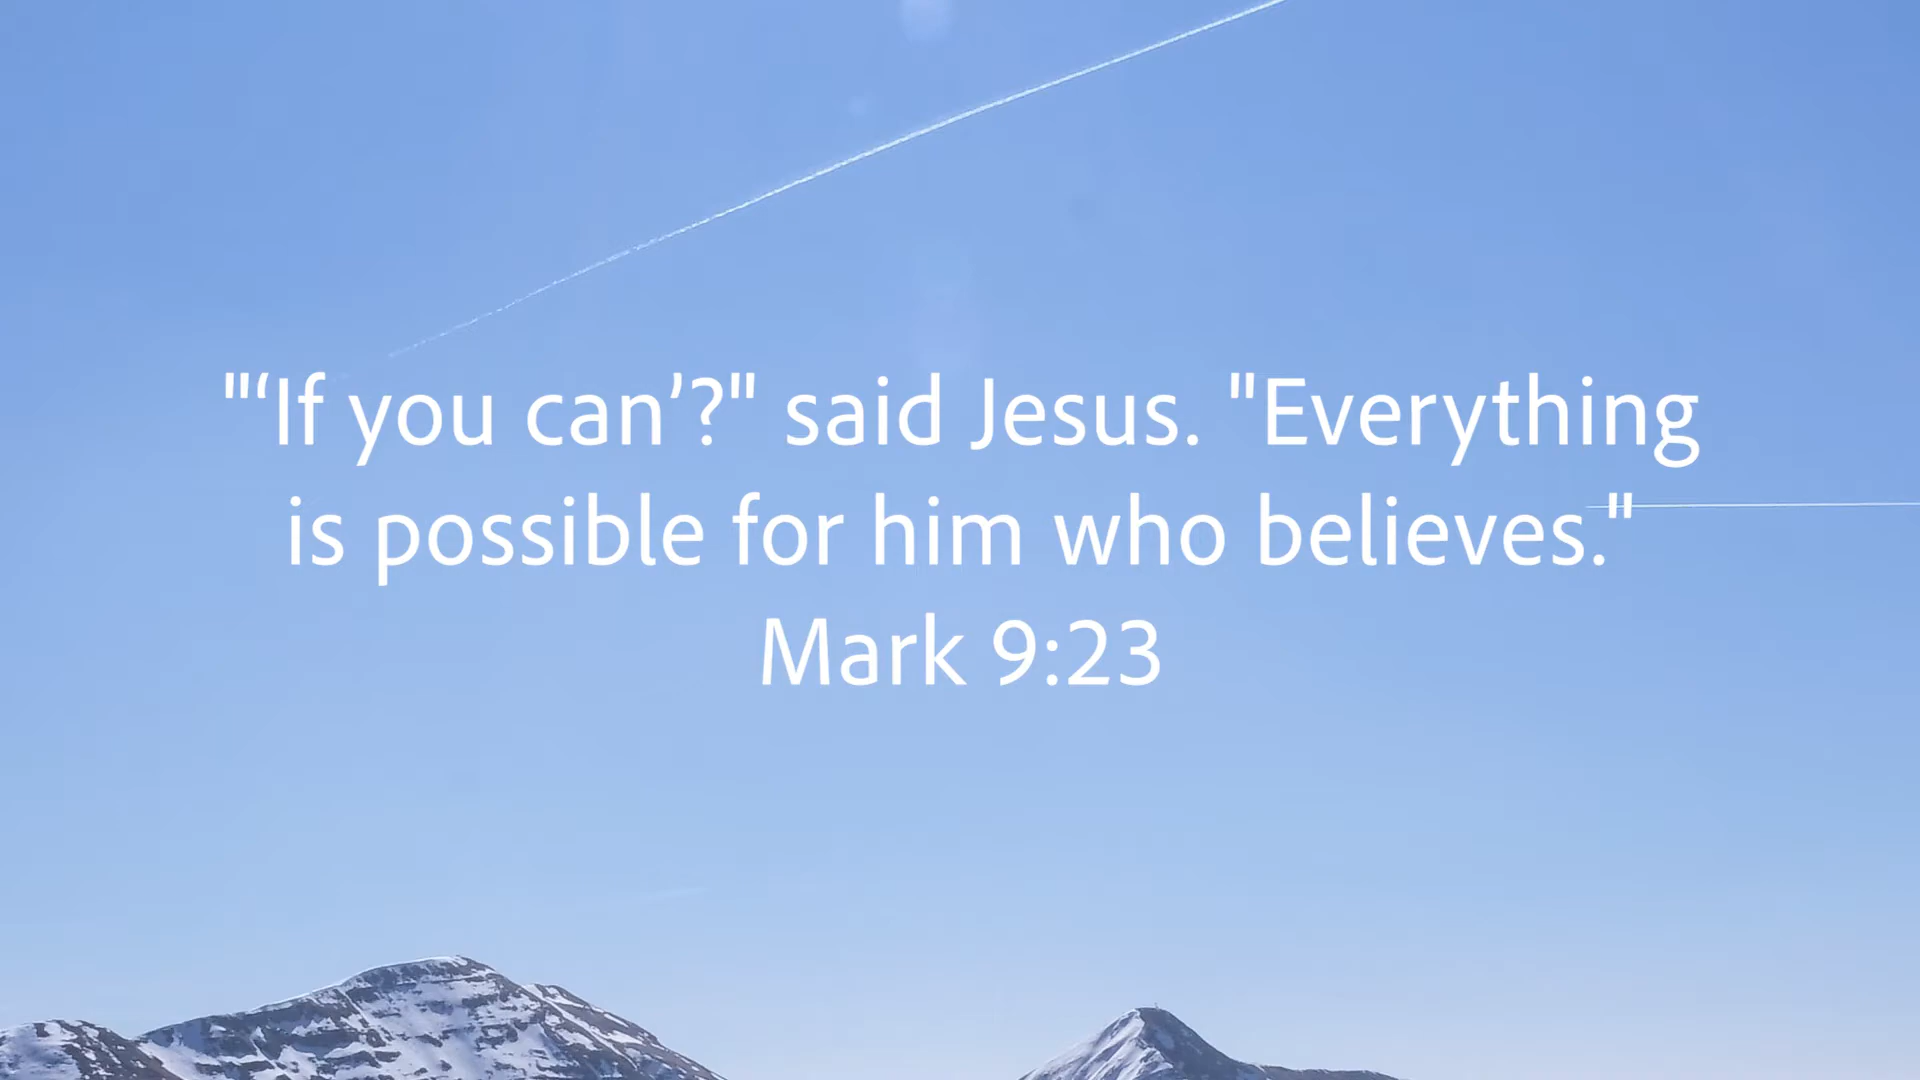 "‘If you can’?" said Jesus. "Everything
is possible for him who believes."
Mark 9:23